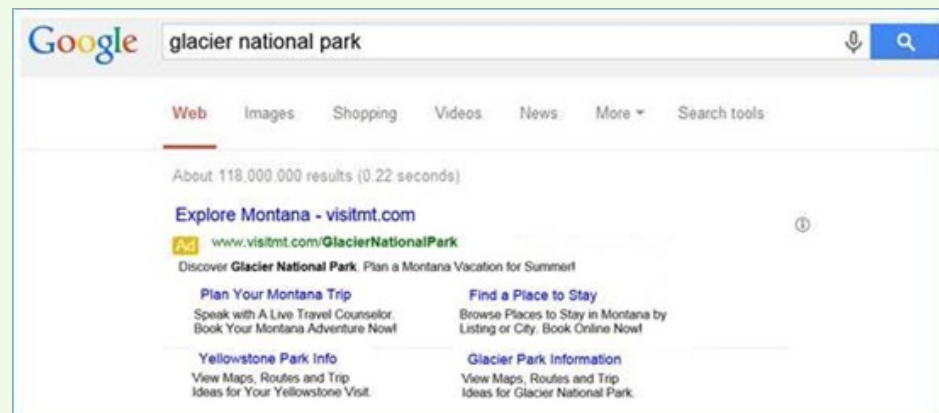 Google glacier national park
Web Images Shopping Videos News More Search tools
About 118,000,000 results (0.22 seconds)
Explore Montana - visitmt.com
Ad www.visitmt.com/GlacierNationalPark
Discover Glacier National Park. Plan a Montana Vacation for Summer!
Plan Your Montana Trip
Speak with A Live Travel Counselor.
Book Your Montana Adventure Now!
Find a Place to Stay
Browse Places to Stay in Montana by
Listing or City. Book Online Now!
Yellowstone Park Info
View Maps, Routes and Trip
Ideas for Your Yellowstone Visit.
Glacier Park Information
View Maps, Routes and Trip
Ideas for Glacier National Park.